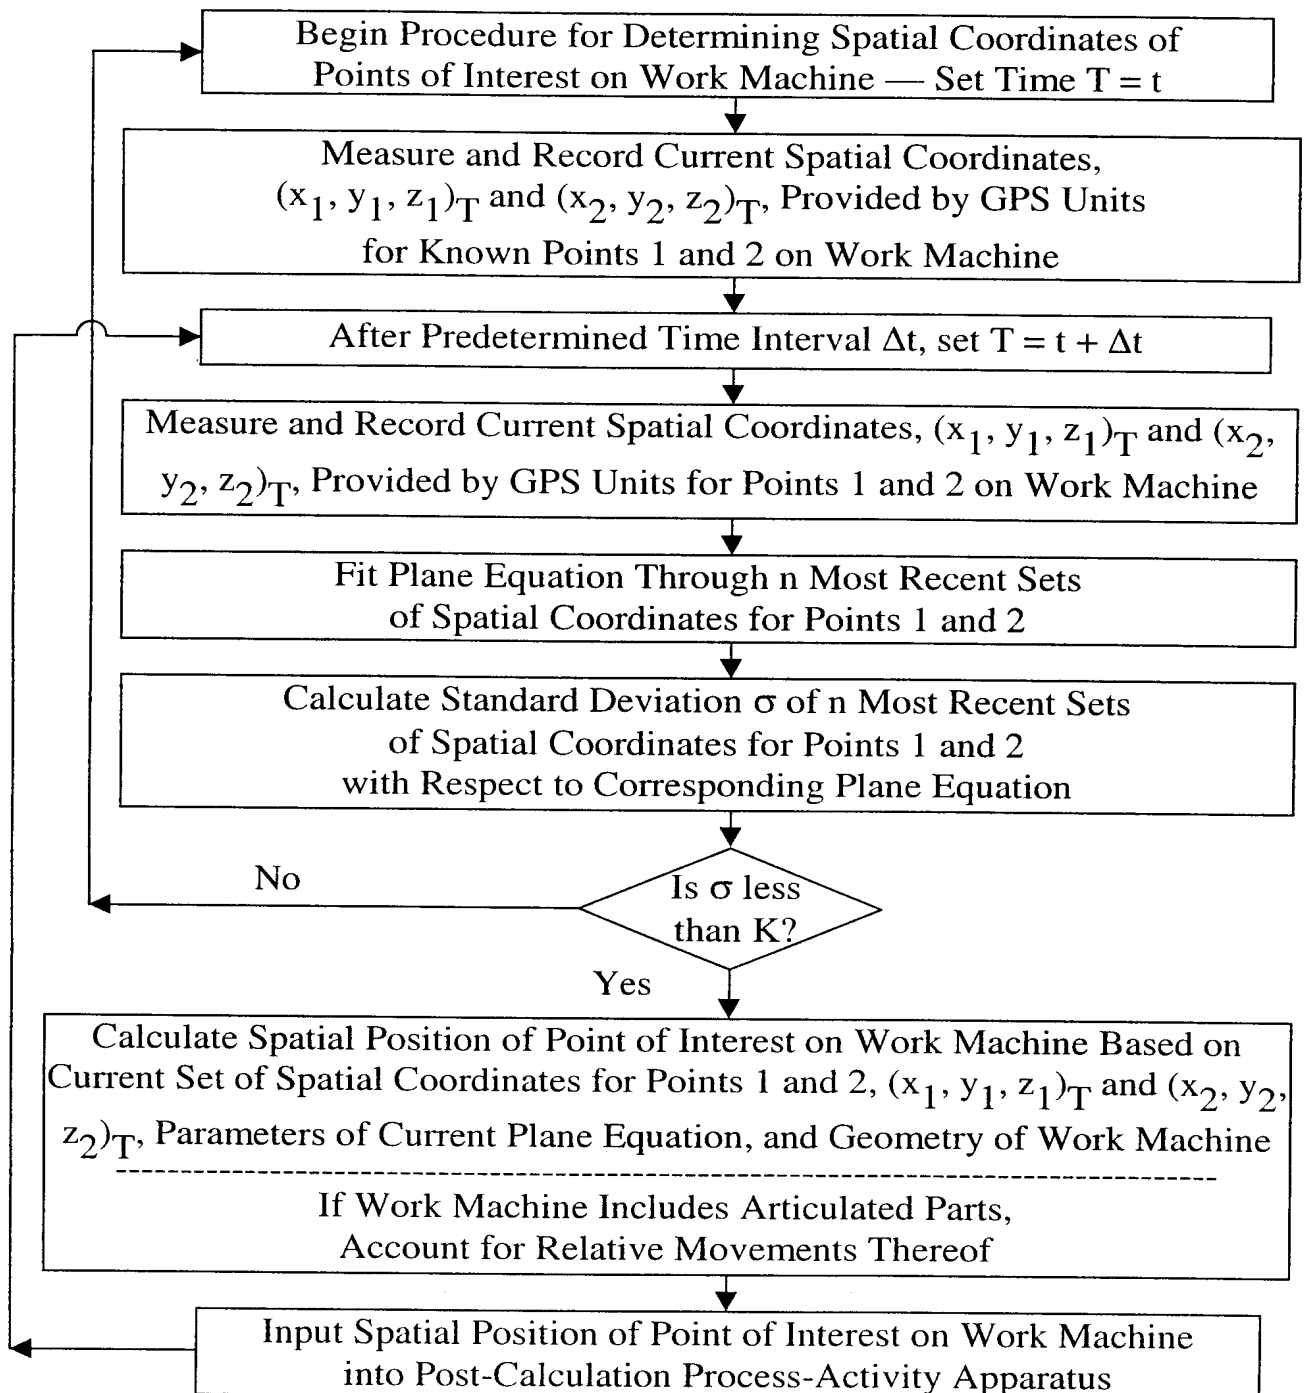 Begin Procedure for Determining Spatial Coordinates of
Points of Interest on Work Machine — Set Time T = t
Measure and Record Current Spatial Coordinates,
(x₁, y₁, z₁)T and (x₂, y₂, z₂)T, Provided by GPS Units
for Known Points 1 and 2 on Work Machine
After Predetermined Time Interval Δt, set T = t + Δt
Measure and Record Current Spatial Coordinates, (x₁, y₁, z₁)T and (x₂,
y₂, z₂)T, Provided by GPS Units for Points 1 and 2 on Work Machine
Fit Plane Equation Through n Most Recent Sets
of Spatial Coordinates for Points 1 and 2
Calculate Standard Deviation σ of n Most Recent Sets
of Spatial Coordinates for Points 1 and 2
with Respect to Corresponding Plane Equation
No
Is σ less
than K?
Yes
Calculate Spatial Position of Point of Interest on Work Machine Based on
Current Set of Spatial Coordinates for Points 1 and 2, (x₁, y₁, z₁)T and (x₂, y₂,
z₂)T, Parameters of Current Plane Equation, and Geometry of Work Machine
If Work Machine Includes Articulated Parts,
Account for Relative Movements Thereof
Input Spatial Position of Point of Interest on Work Machine
into Post-Calculation Process-Activity Apparatus